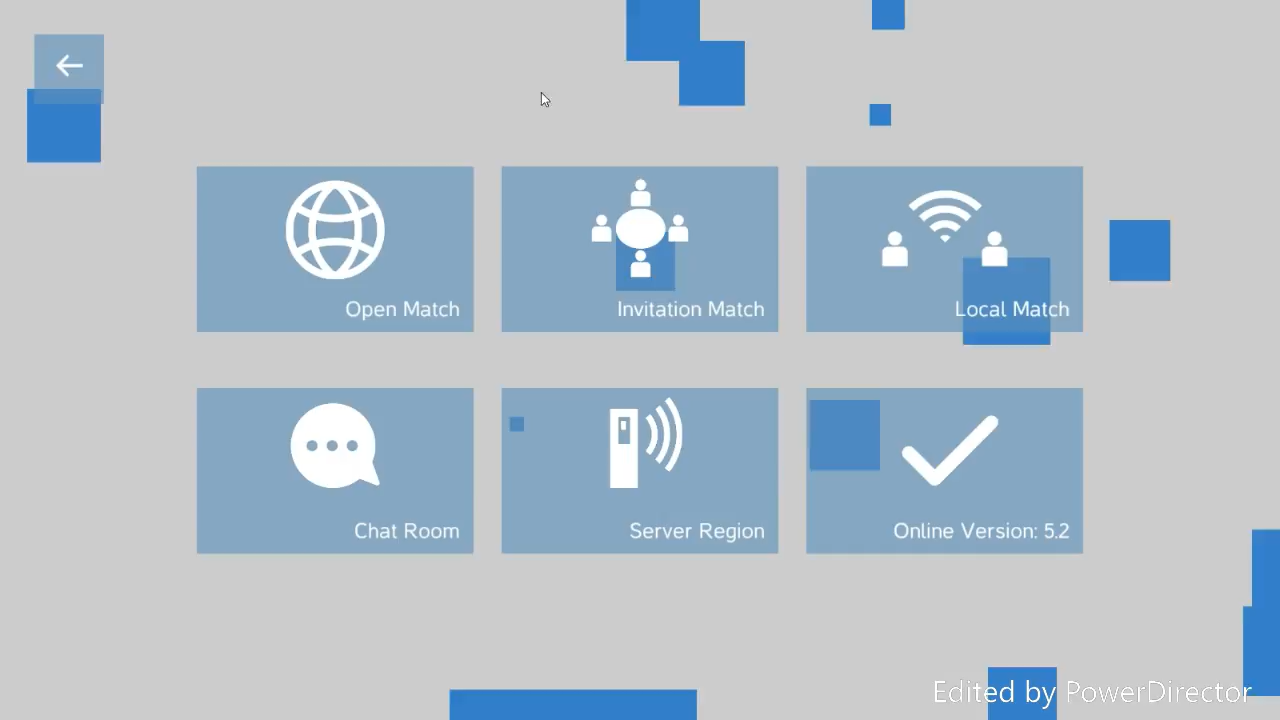 Open Match
Invitation Match
Local Match
Chat Room
Server Region
Online Version: 5.2
Edited by PowerDirector